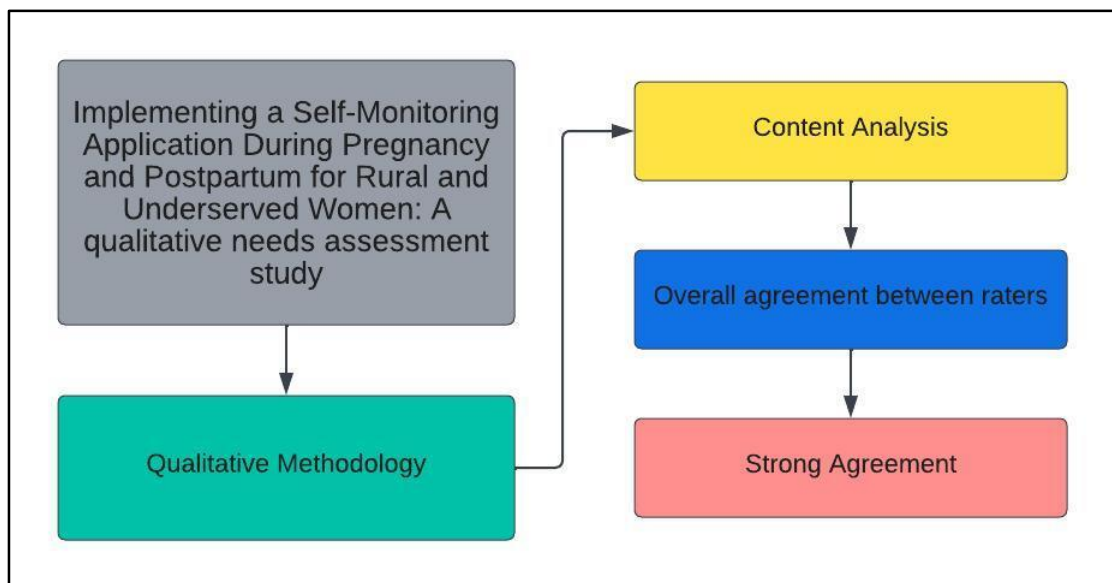 Implementing a Self-Monitoring
Application During Pregnancy
and Postpartum for Rural and
Underserved Women: A
qualitative needs assessment
study
Qualitative Methodology
Content Analysis
Overall agreement between raters
Strong Agreement